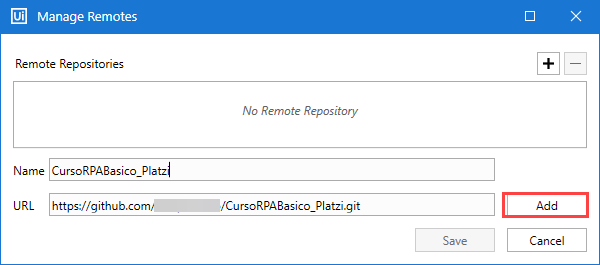 Ui Manage Remotes
Remote Repositories
No Remote Repository
Name CursoRPABasico_Platzi
URL https://github.com/ /CursoRPABasico_Platzi.git Add
Save Cancel